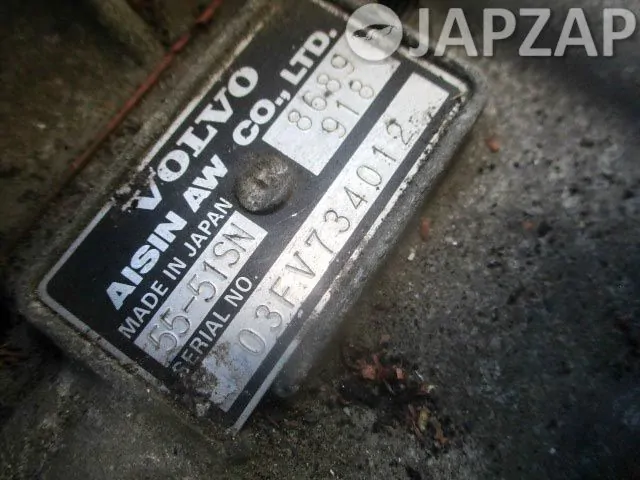 JAPZAP
VOLVO
AISIN AW CO., LTD.
MADE IN JAPAN
8689
918
55-51SN
SERIAL NO.
03FV734012